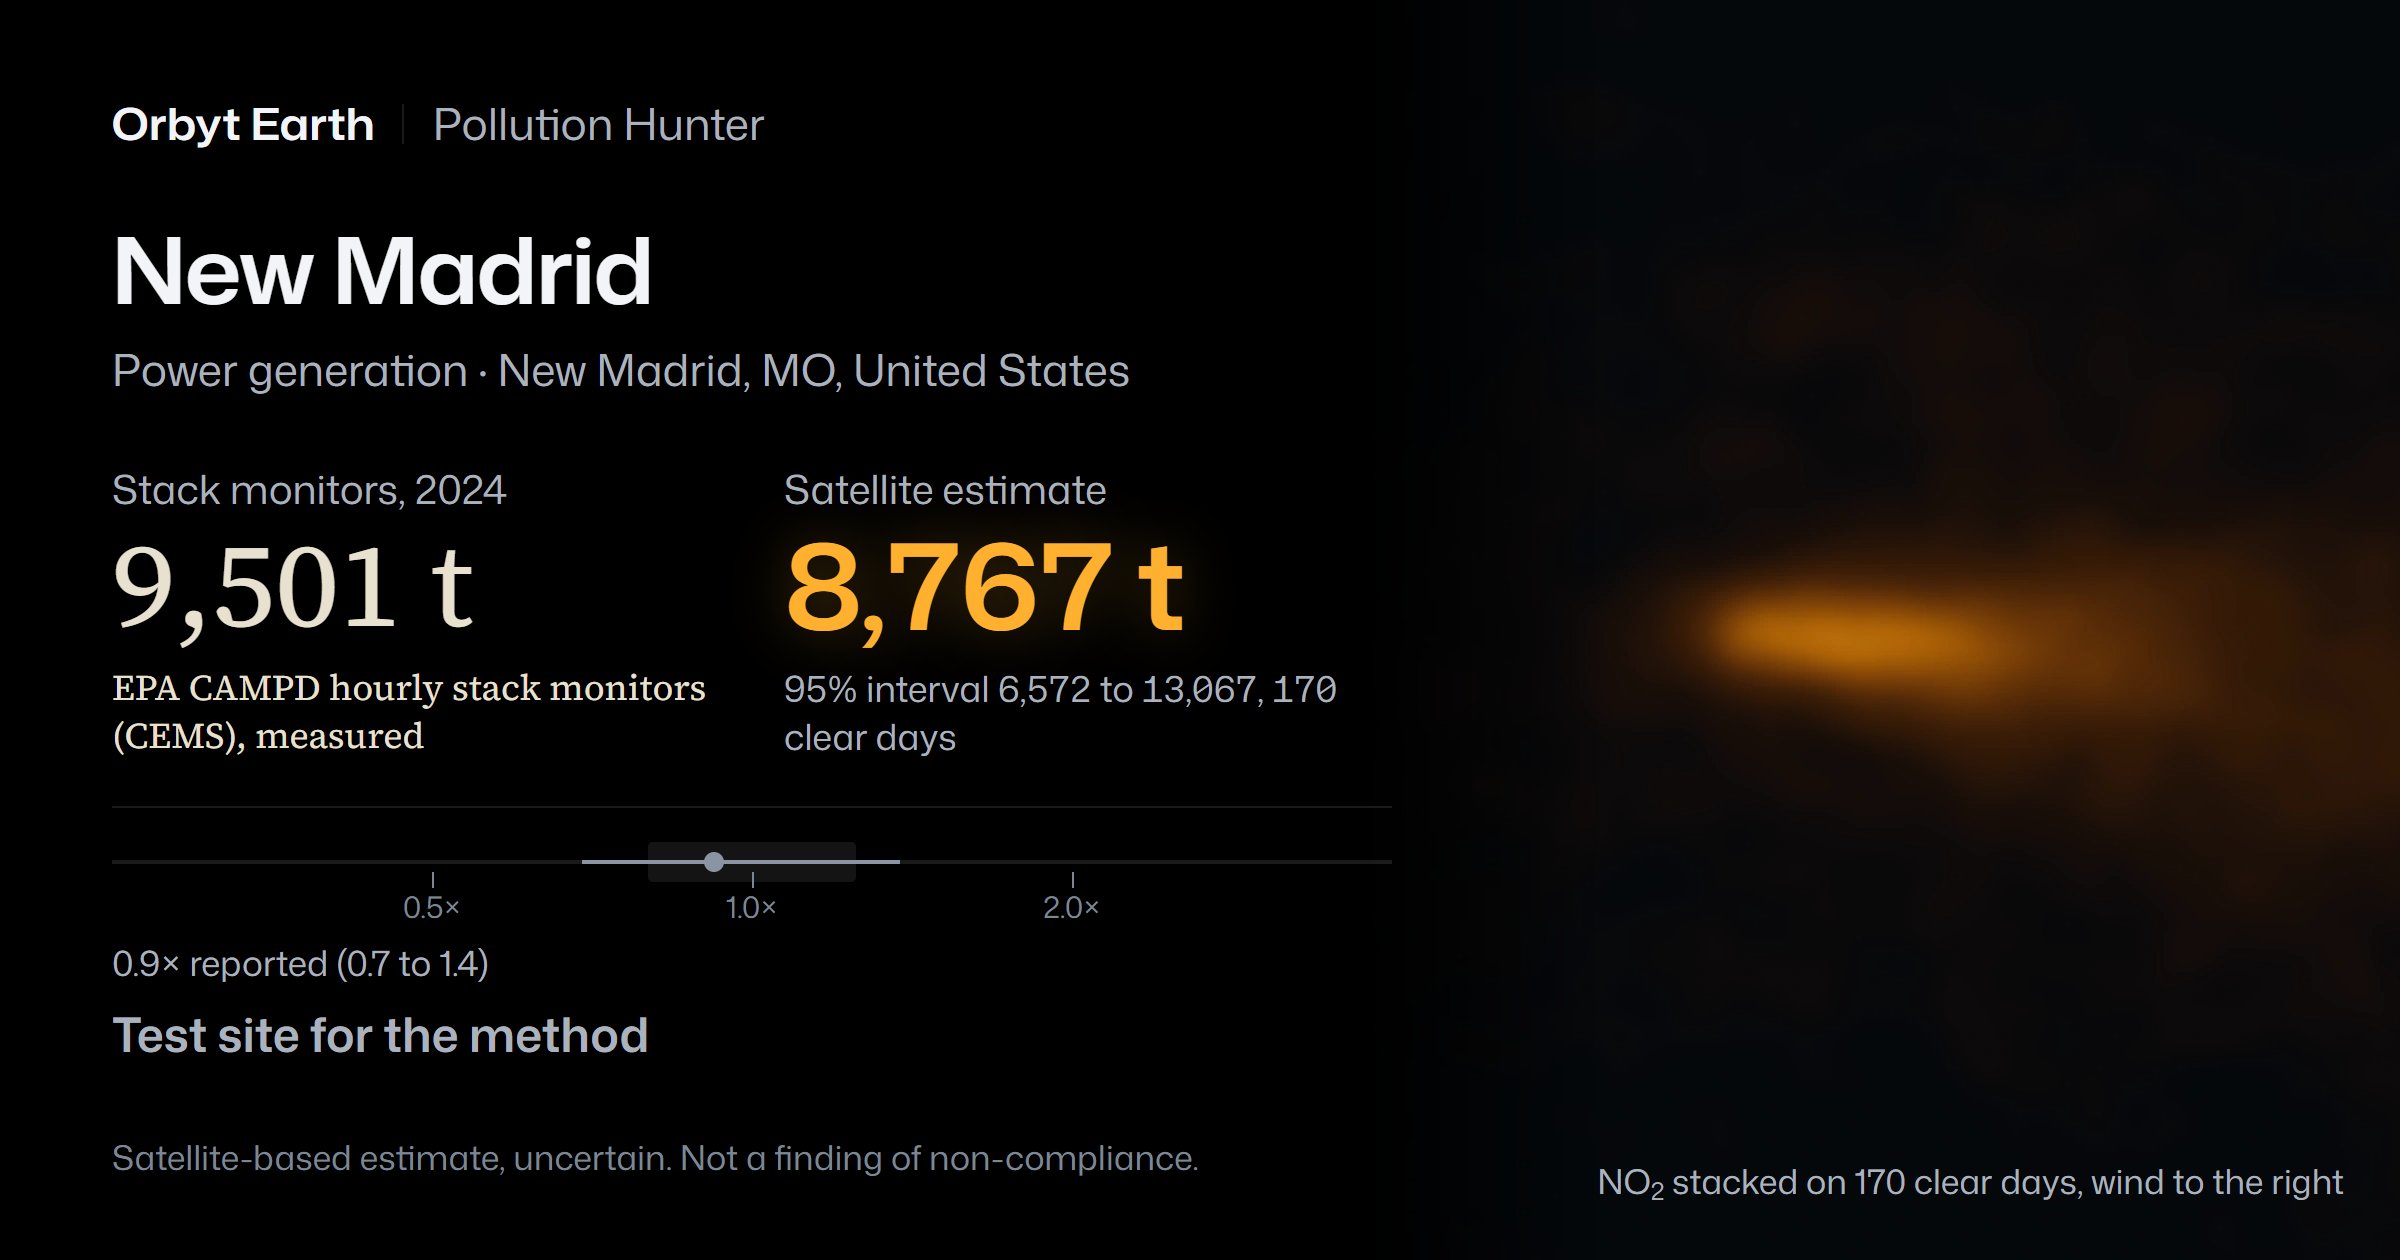 Orbyt Earth | Pollution Hunter
New Madrid
Power generation · New Madrid, MO, United States
Stack monitors, 2024
9,501 t
EPA CAMPD hourly stack monitors
(CEMS), measured
Satellite estimate
8,767 t
95% interval 6,572 to 13,067, 170
clear days
0.5× 1.0× 2.0×
0.9× reported (0.7 to 1.4)
Test site for the method
Satellite-based estimate, uncertain. Not a finding of non-compliance.
NO₂ stacked on 170 clear days, wind to the right